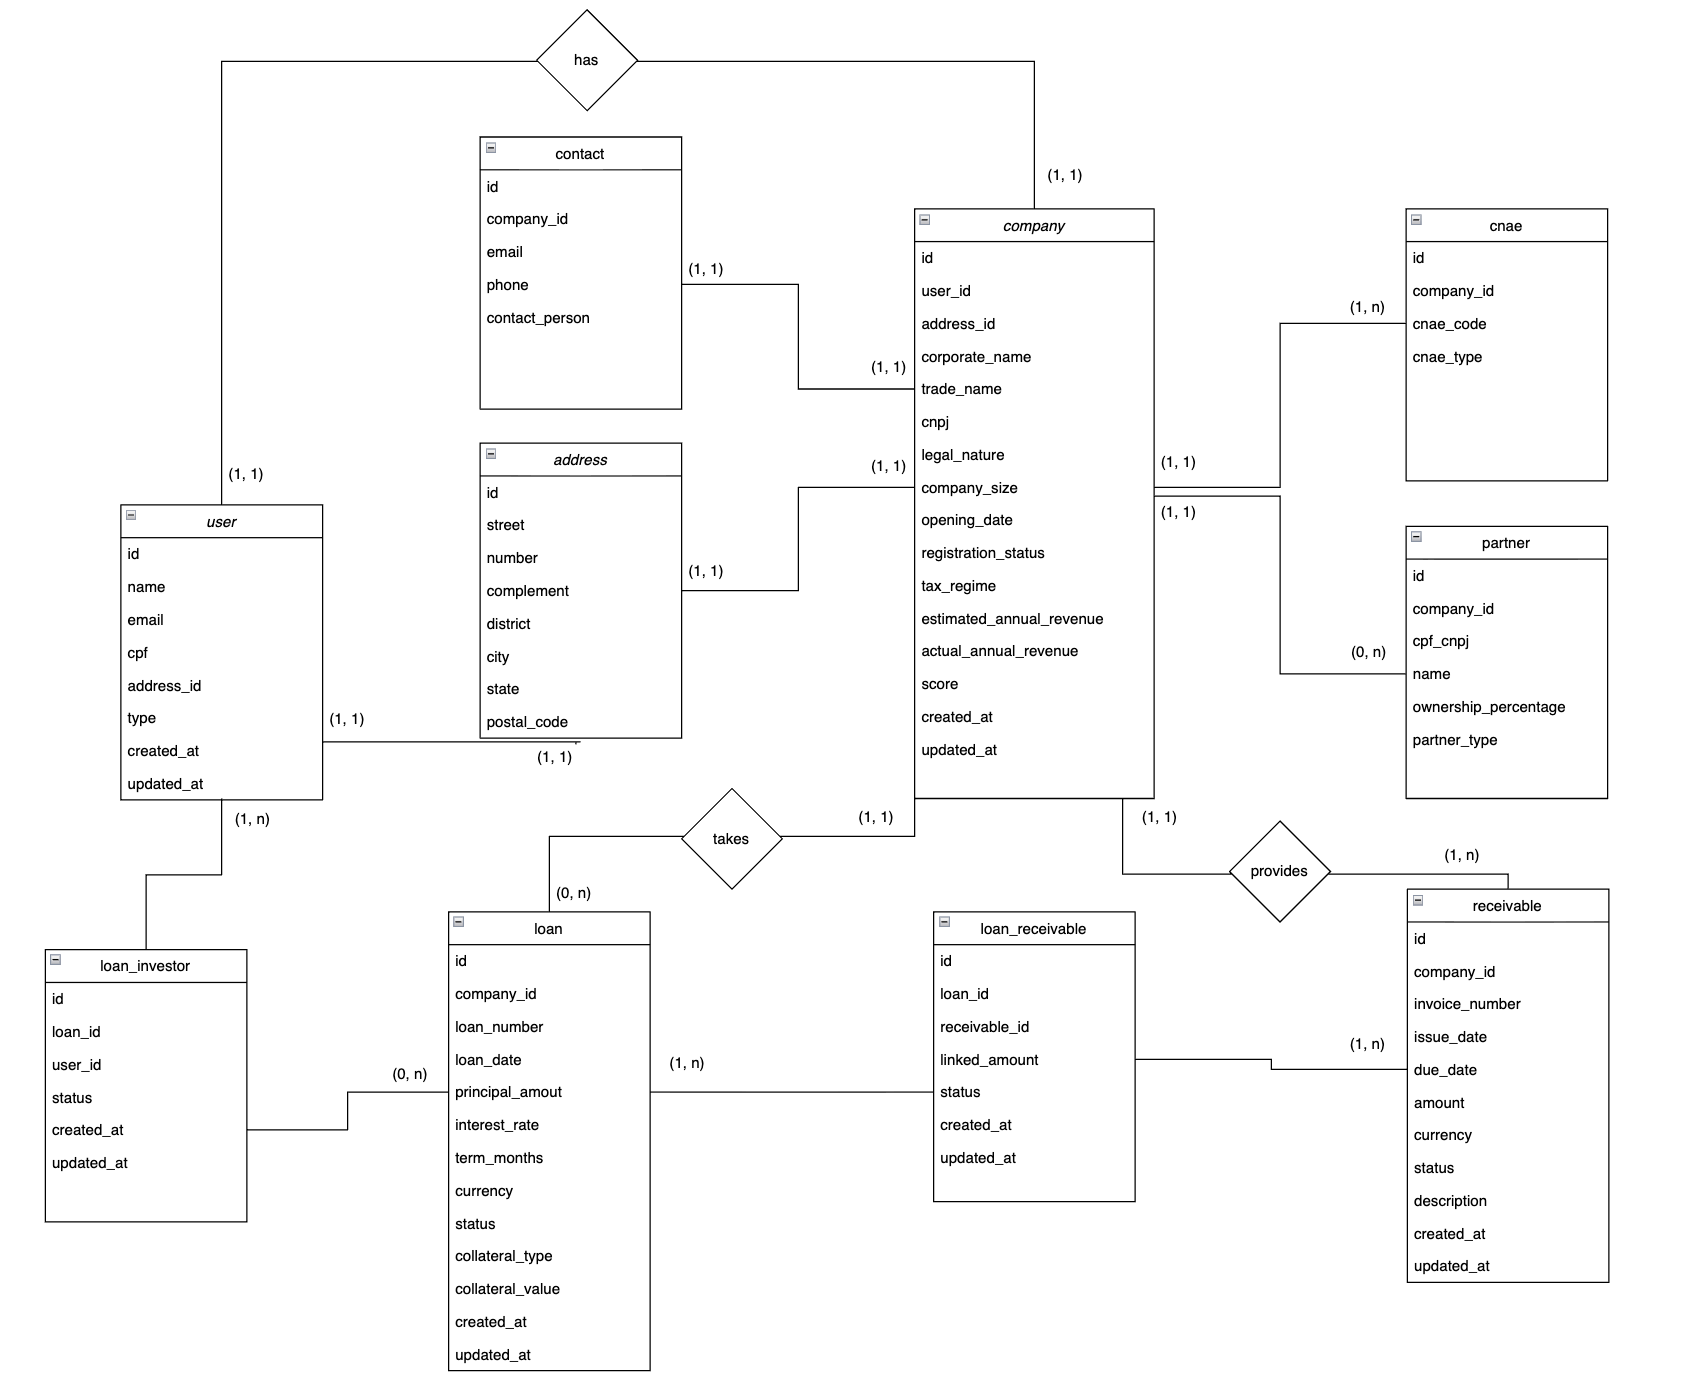 has
(1, 1)
(1, 1)
contact
id
company_id
email
phone
contact_person
(1, 1)
(1, 1)
company
id
user_id
address_id
corporate_name
trade_name
cnpj
legal_nature
company_size
opening_date
registration_status
tax_regime
estimated_annual_revenue
actual_annual_revenue
score
created_at
updated_at
cnae
id
company_id
cnae_code
cnae_type
(1, n)
(1, 1)
(1, 1)
address
id
street
number
complement
district
city
state
postal_code
(1, 1)
(1, 1)
user
id
name
email
cpf
address_id
type
created_at
updated_at
(1, 1)
(1, 1)
(1, n)
partner
id
company_id
cpf_cnpj
name
ownership_percentage
partner_type
(0, n)
takes
(1, 1)
(0, n)
provides
(1, 1)
(1, n)
loan_investor
id
loan_id
user_id
status
created_at
updated_at
(0, n)
loan
id
company_id
loan_number
loan_date
principal_amout
interest_rate
term_months
currency
status
collateral_type
collateral_value
created_at
updated_at
(1, n)
loan_receivable
id
loan_id
receivable_id
linked_amount
status
created_at
updated_at
(1, n)
receivable
id
company_id
invoice_number
issue_date
due_date
amount
currency
status
description
created_at
updated_at